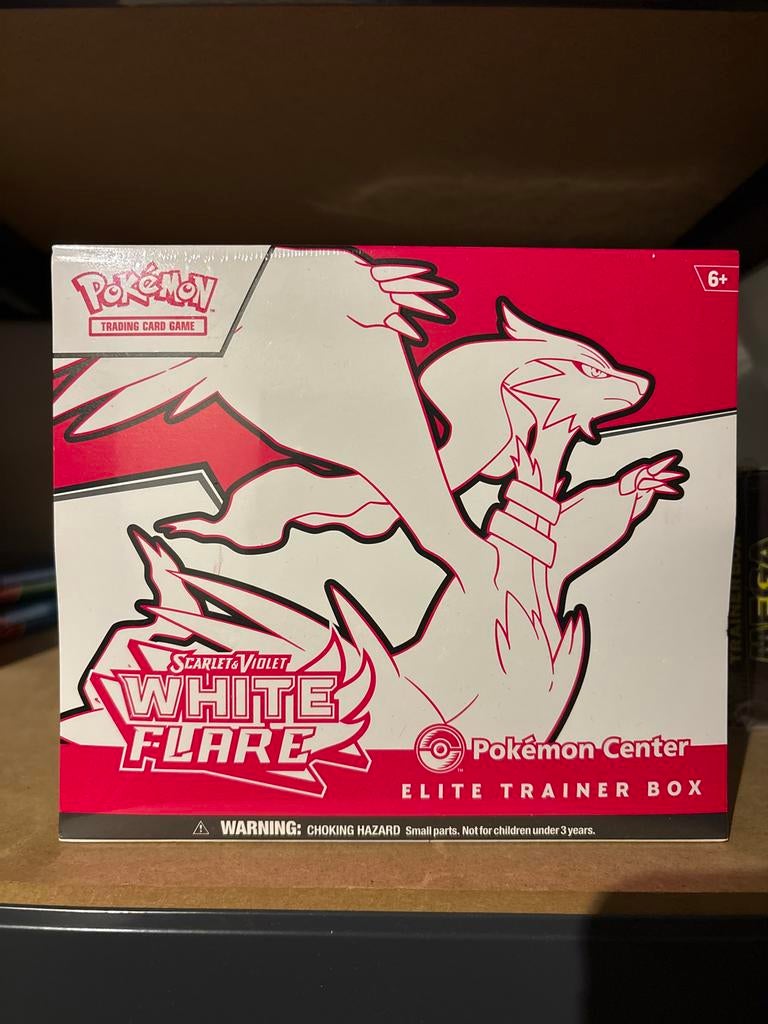 POKéMON
TRADING CARD GAME
6+
SCARLET & VIOLET
WHITE
FLARE
Pokémon Center
ELITE TRAINER BOX
WARNING: CHOKING HAZARD Small parts. Not for children under 3 years.